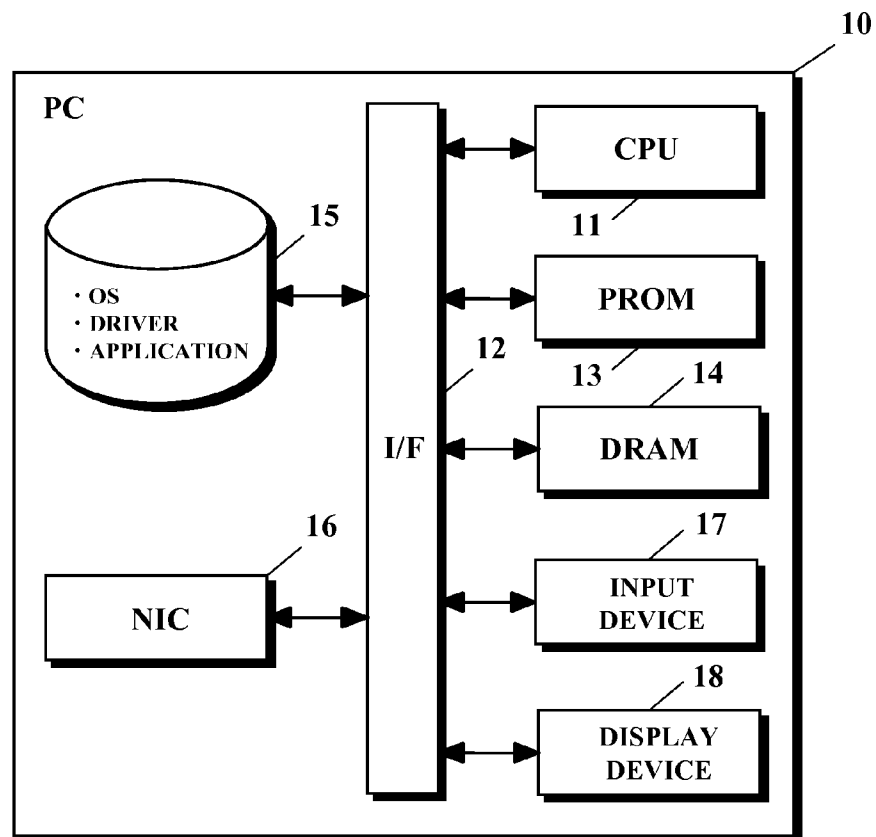 10
PC
CPU
11
15
・OS
・DRIVER
・APPLICATION
PROM
13
12
14
I/F
DRAM
16
NIC
17
INPUT
DEVICE
18
DISPLAY
DEVICE